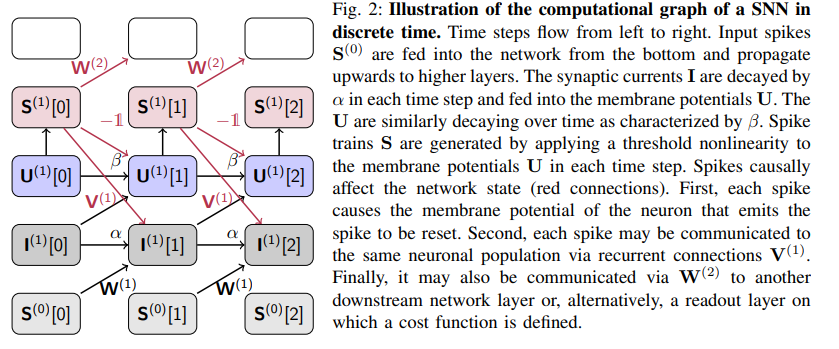 W(2)
W(2)
S(1)[0]
S(1)[1]
S(1)[2]
-𝟙
-𝟙
β
β
U(1)[0]
U(1)[1]
U(1)[2]
V(1)
V(1)
α
α
I(1)[0]
I(1)[1]
I(1)[2]
W(1)
W(1)
S(0)[0]
S(0)[1]
S(0)[2]
Fig. 2: Illustration of the computational graph of a SNN in
discrete time. Time steps flow from left to right. Input spikes
S(0) are fed into the network from the bottom and propagate
upwards to higher layers. The synaptic currents I are decayed by
α in each time step and fed into the membrane potentials U. The
U are similarly decaying over time as characterized by β. Spike
trains S are generated by applying a threshold nonlinearity to
the membrane potentials U in each time step. Spikes causally
affect the network state (red connections). First, each spike
causes the membrane potential of the neuron that emits the
spike to be reset. Second, each spike may be communicated to
the same neuronal population via recurrent connections V(1).
Finally, it may also be communicated via W(2) to another
downstream network layer or, alternatively, a readout layer on
which a cost function is defined.